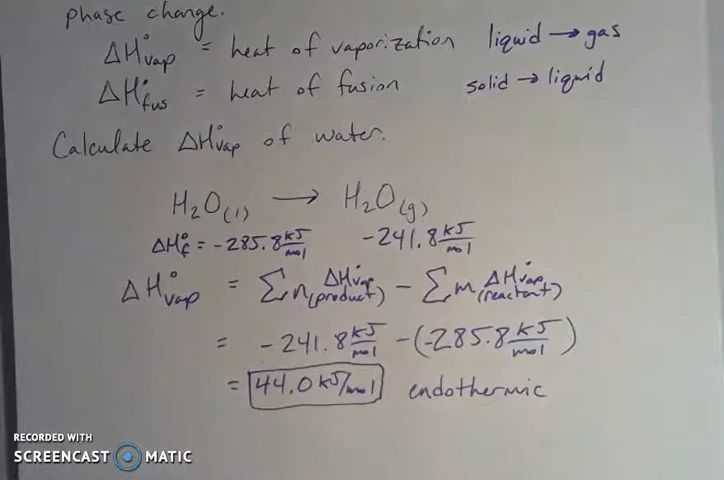 phase change.
ΔH°vap = heat of vaporization liquid → gas
ΔH°fus = heat of fusion solid → liquid
Calculate ΔH°vap of water.
H₂O(l) → H₂O(g)
ΔH°f = -285.8 kJ/mol -241.8 kJ/mol
ΔH°vap = ∑n ΔH°vap (product) - ∑m ΔH°vap (reactant)
= -241.8 kJ/mol - (-285.8 kJ/mol)
= 44.0 kJ/mol endothermic
RECORDED WITH
SCREENCAST MATIC